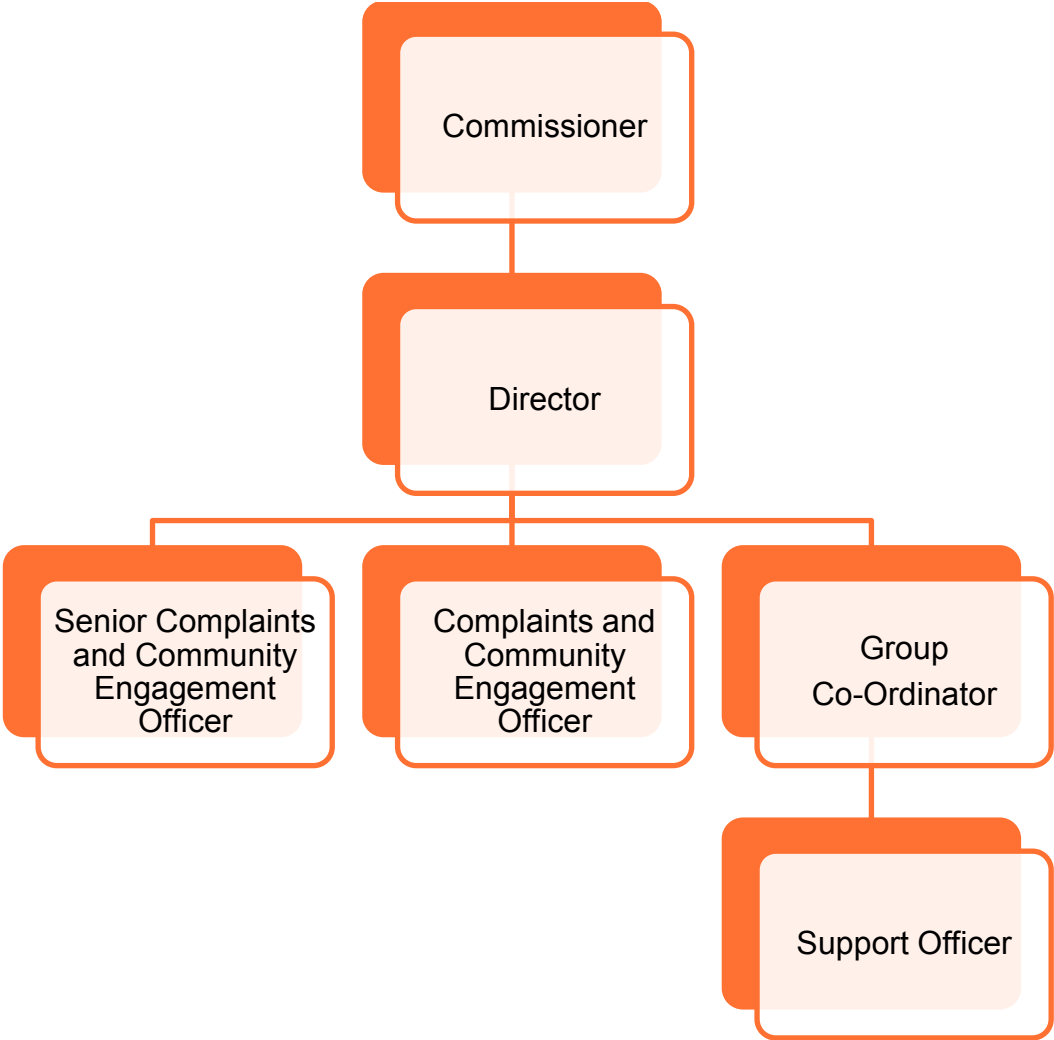 Commissioner
Director
Senior Complaints
and Community
Engagement
Officer
Complaints and
Community
Engagement
Officer
Group
Co-Ordinator
Support Officer